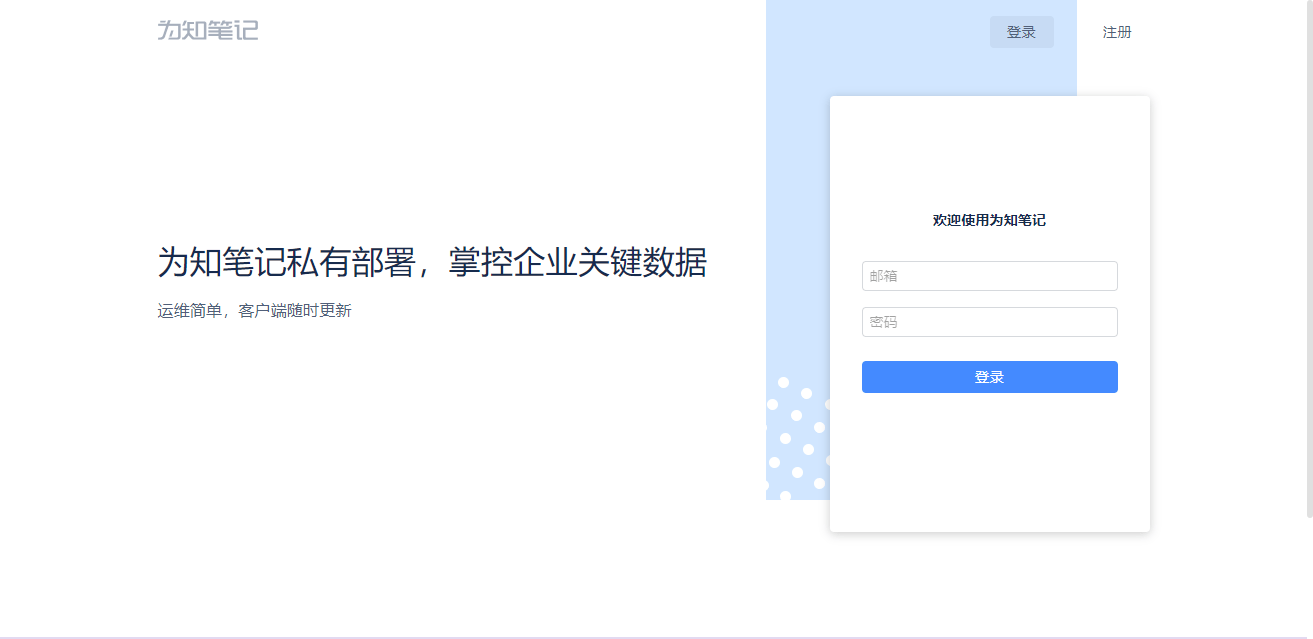 为知笔记
登录
注册
为知笔记私有部署，掌控企业关键数据
运维简单，客户端随时更新
欢迎使用为知笔记
邮箱
密码
登录